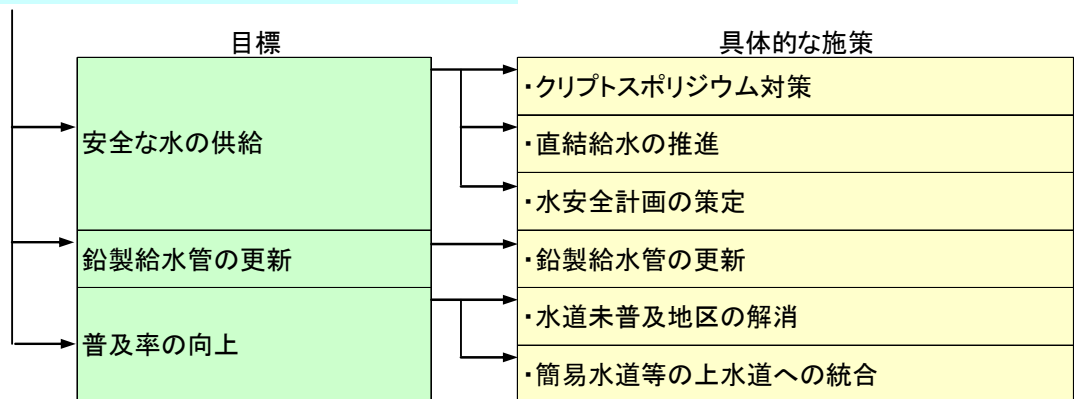 目標
具体的な施策
安全な水の供給
・クリプトスポリジウム対策
・直結給水の推進
・水安全計画の策定
鉛製給水管の更新
・鉛製給水管の更新
普及率の向上
・水道未普及地区の解消
・簡易水道等の上水道への統合